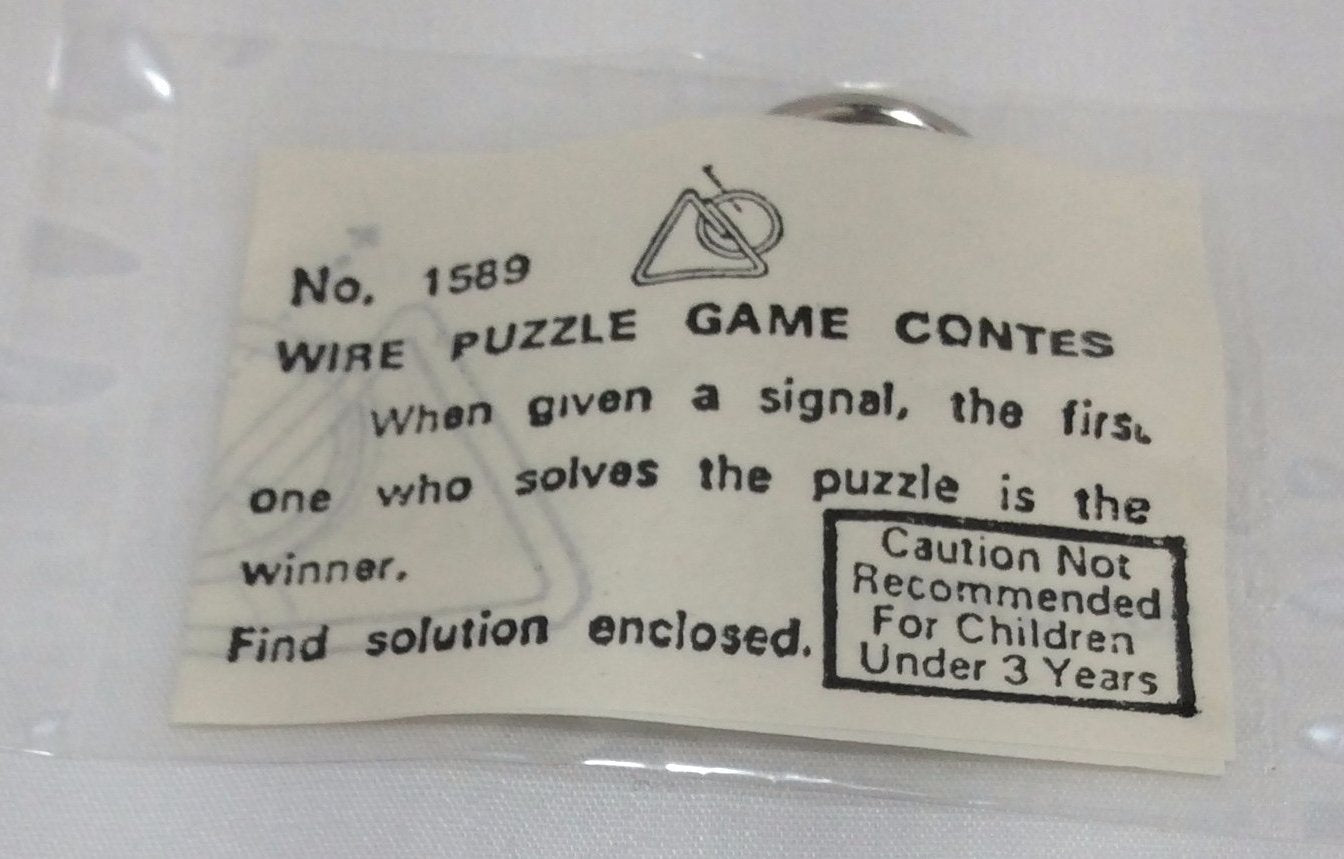 No. 1589
WIRE PUZZLE GAME CONTES
When given a signal, the first
one who solves the puzzle is the
winner.
Find solution enclosed.
Caution Not
Recommended
For Children
Under 3 Years